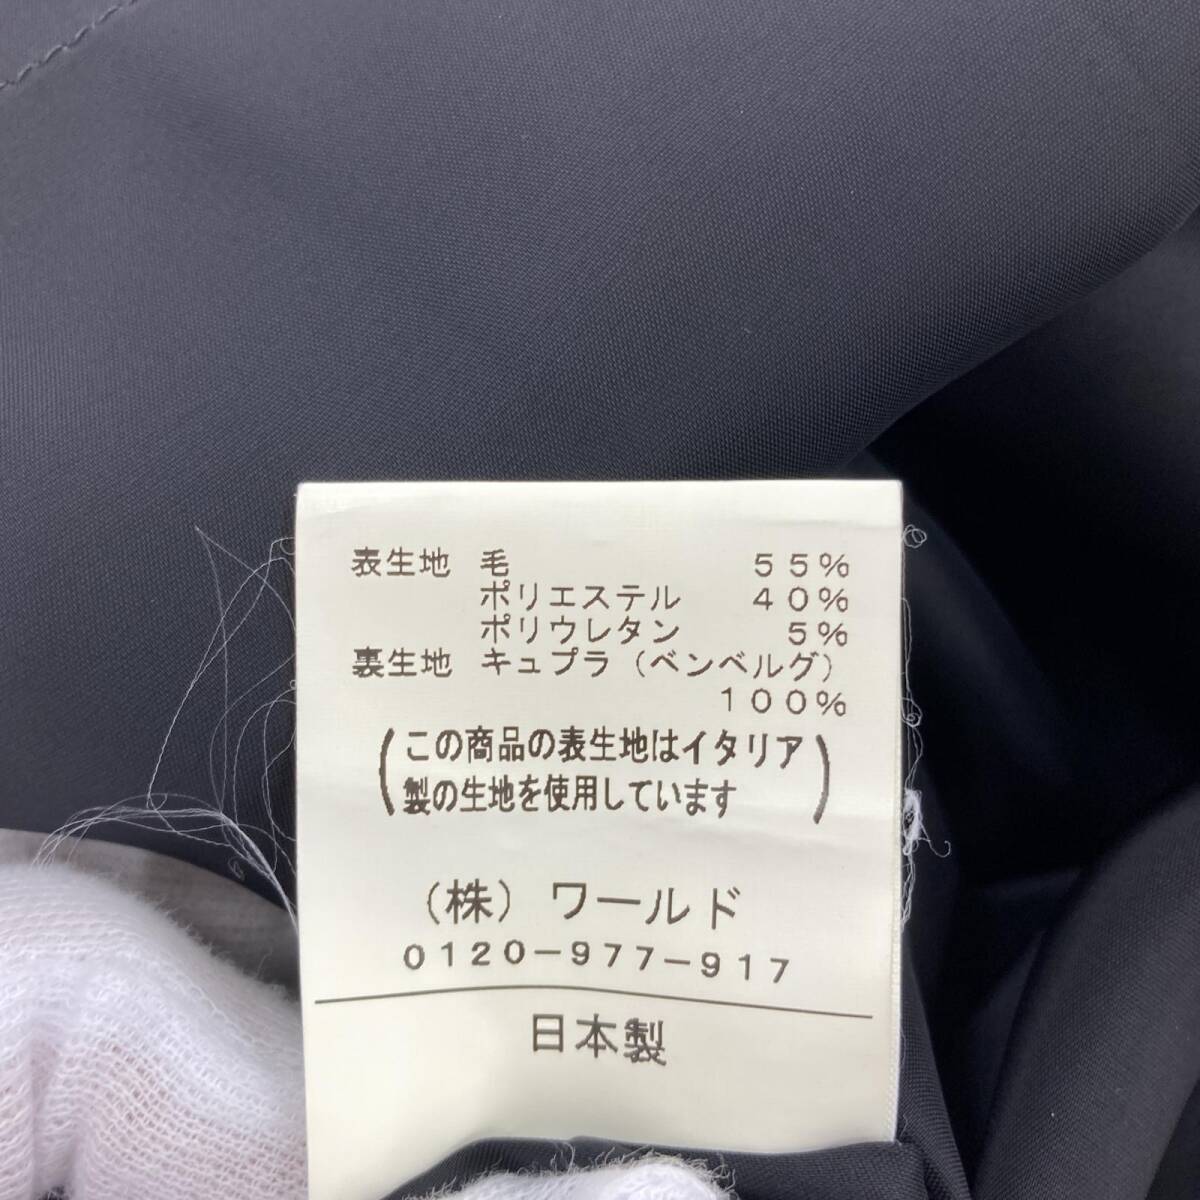 表生地 毛 55%
ポリエステル 40%
ポリウレタン 5%
裏生地 キュプラ（ベンベルグ）
100%
（この商品の表生地はイタリア
製の生地を使用しています）
（株）ワールド
0120-977-917
日本製